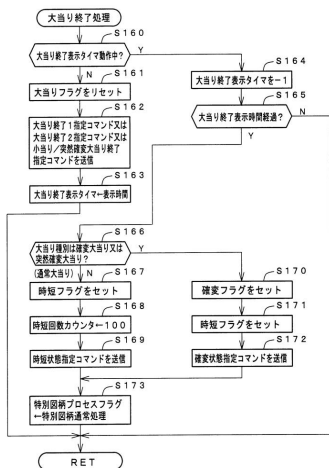 大当り終了処理
S160
大当り終了表示タイマ動作中?
Y
N
S161
大当りフラグをリセット
S162
大当り終了1指定コマンド又は
大当り終了2指定コマンド又は
小当り/突然確変大当り終了
指定コマンドを送信
S163
大当り終了表示タイマ←表示時間
S164
大当り終了表示タイマを-1
S165
大当り終了表示時間経過?
N
Y
S166
大当り種別は確変大当り又は
突然確変大当り?
Y
(通常大当り)
N
S167
時短フラグをセット
S168
時短回数カウンタ←100
S169
時短状態指定コマンドを送信
S170
確変フラグをセット
S171
時短フラグをセット
S172
確変状態指定コマンドを送信
S173
特別図柄プロセスフラグ
←特別図柄通常処理
RET